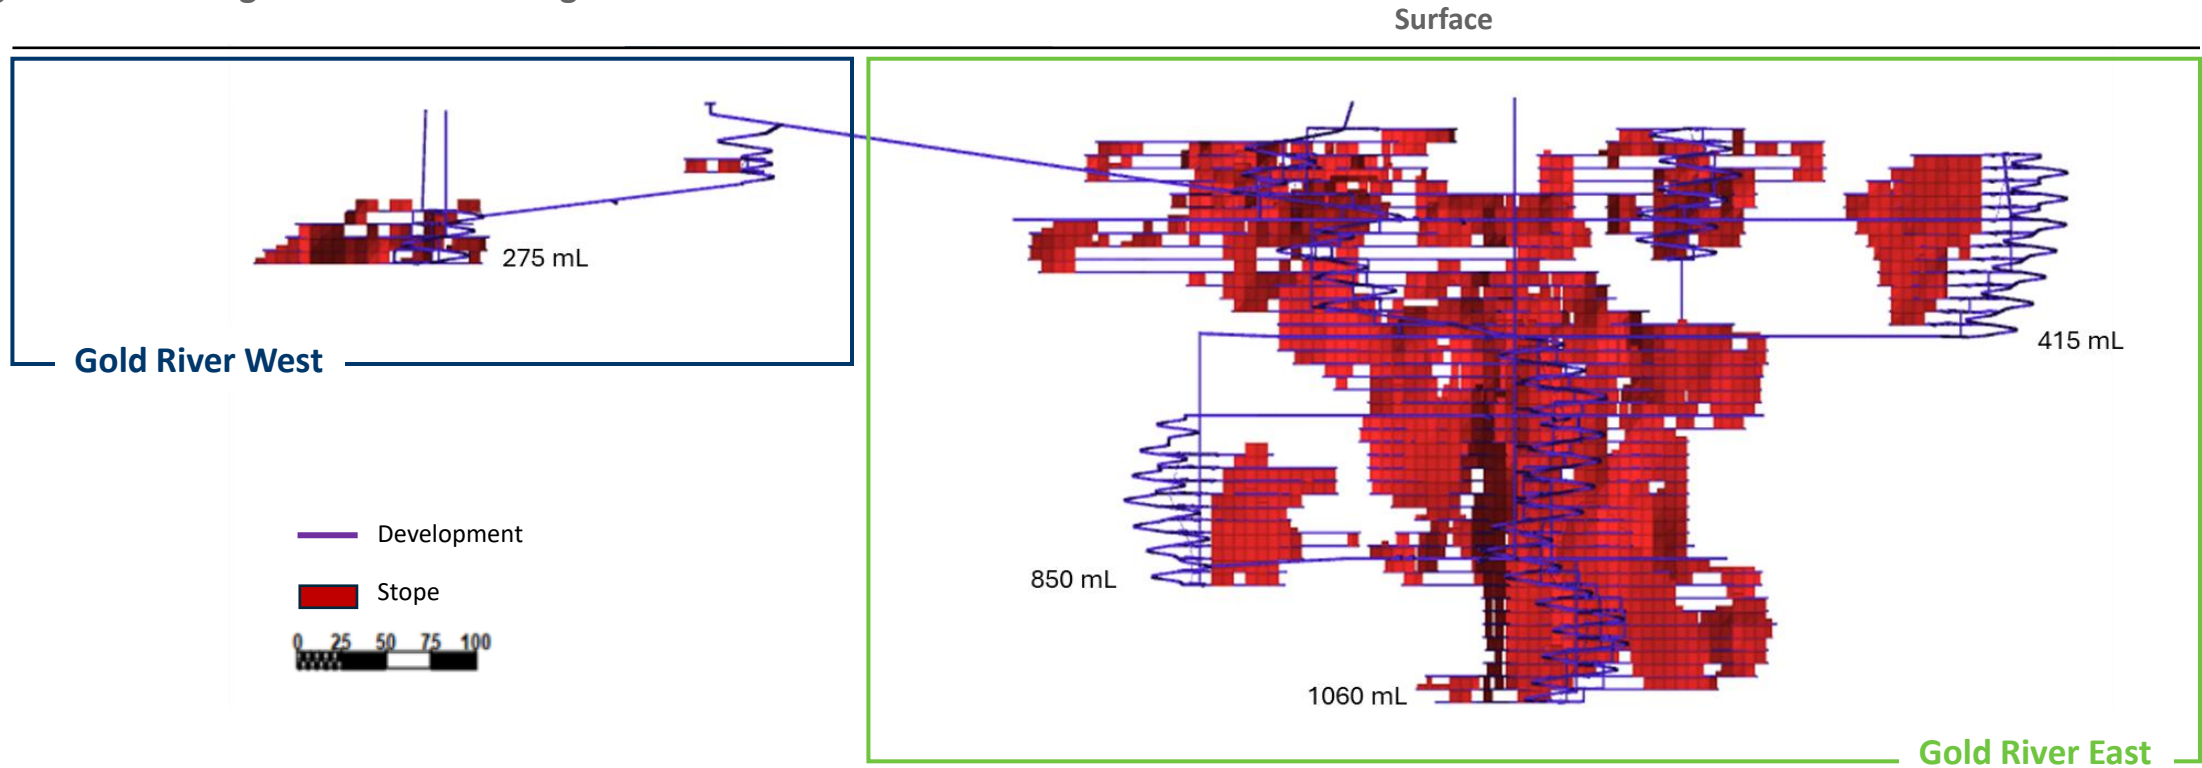 Surface
275 mL
Gold River West
415 mL
Development
850 mL
Stope
0 25 50 75 100
1060 mL
Gold River East